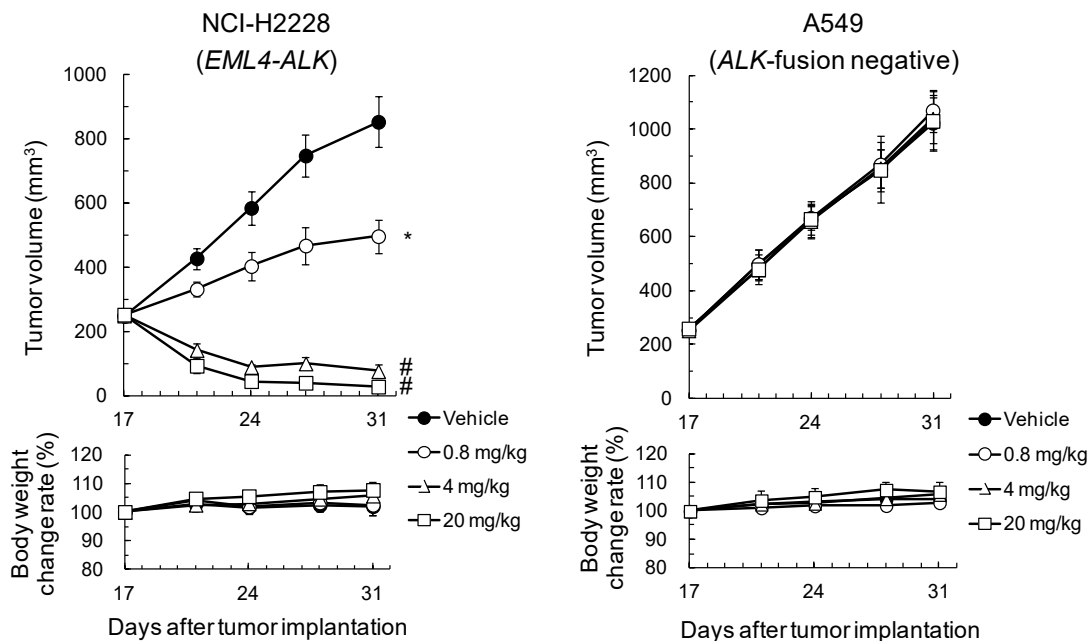 NCI-H2228
(EML4-ALK)
Tumor volume (mm³)
1000
800
600
400
200
0
*
#
#
17
24
31
Vehicle
0.8 mg/kg
4 mg/kg
20 mg/kg
Body weight
change rate (%)
120
110
100
90
80
17
24
31
Days after tumor implantation
A549
(ALK-fusion negative)
Tumor volume (mm³)
1200
1000
800
600
400
200
0
17
24
31
Vehicle
0.8 mg/kg
4 mg/kg
20 mg/kg
Body weight
change rate (%)
120
110
100
90
80
17
24
31
Days after tumor implantation